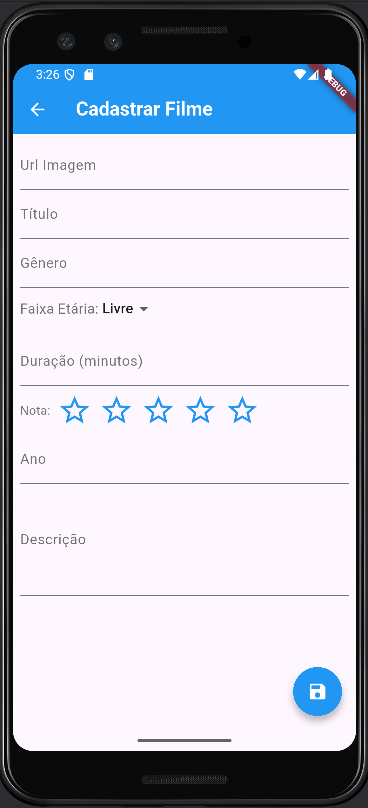 3:26
DEBUG
Cadastrar Filme
Url Imagem
Título
Gênero
Faixa Etária: Livre
Duração (minutos)
Nota:
Ano
Descrição